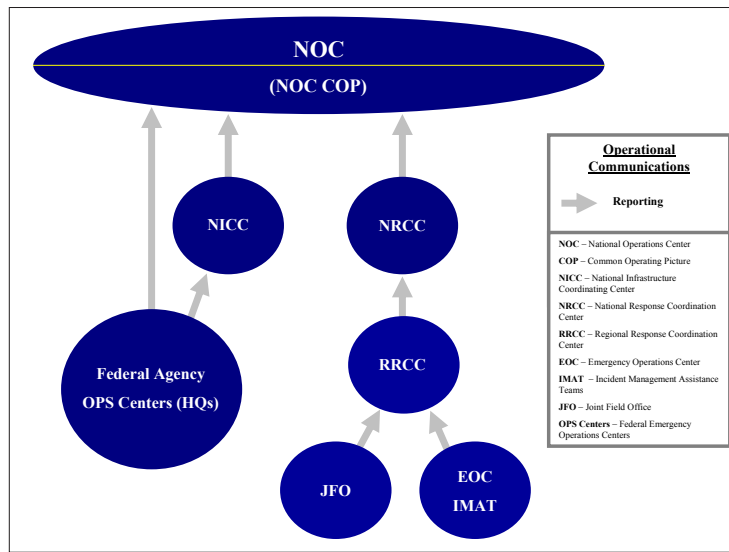 NOC
(NOC COP)
NICC
NRCC
Federal Agency
OPS Centers (HQs)
RRCC
JFO
EOC
IMAT
Operational
Communications
Reporting
NOC – National Operations Center
COP – Common Operating Picture
NICC – National Infrastructure
Coordinating Center
NRCC – National Response Coordination
Center
RRCC – Regional Response Coordination
Center
EOC – Emergency Operations Center
IMAT – Incident Management Assistance
Teams
JFO – Joint Field Office
OPS Centers – Federal Emergency
Operations Centers